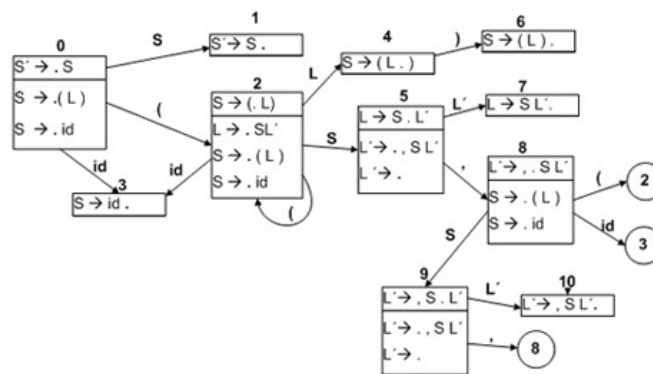 0
S´→ . S
S → .( L )
S → . id
S
1
S´→ S .
(
id
id
3
S → id .
2
S → (. L)
L → . SL´
S → . ( L )
S → . id
(
L
4
S → (L . )
)
6
S → ( L ) .
S
5
L → S . L´
L´→ . , S L´
L´→ .
L´
7
L → S L´ .
,
8
L´→ , . S L´
S → . ( L )
S → . id
(
2
id
3
S
9
L´→ , S . L´
L´→ . , S L´
L´→ .
L´
10
L´→ , S L´.
,
8